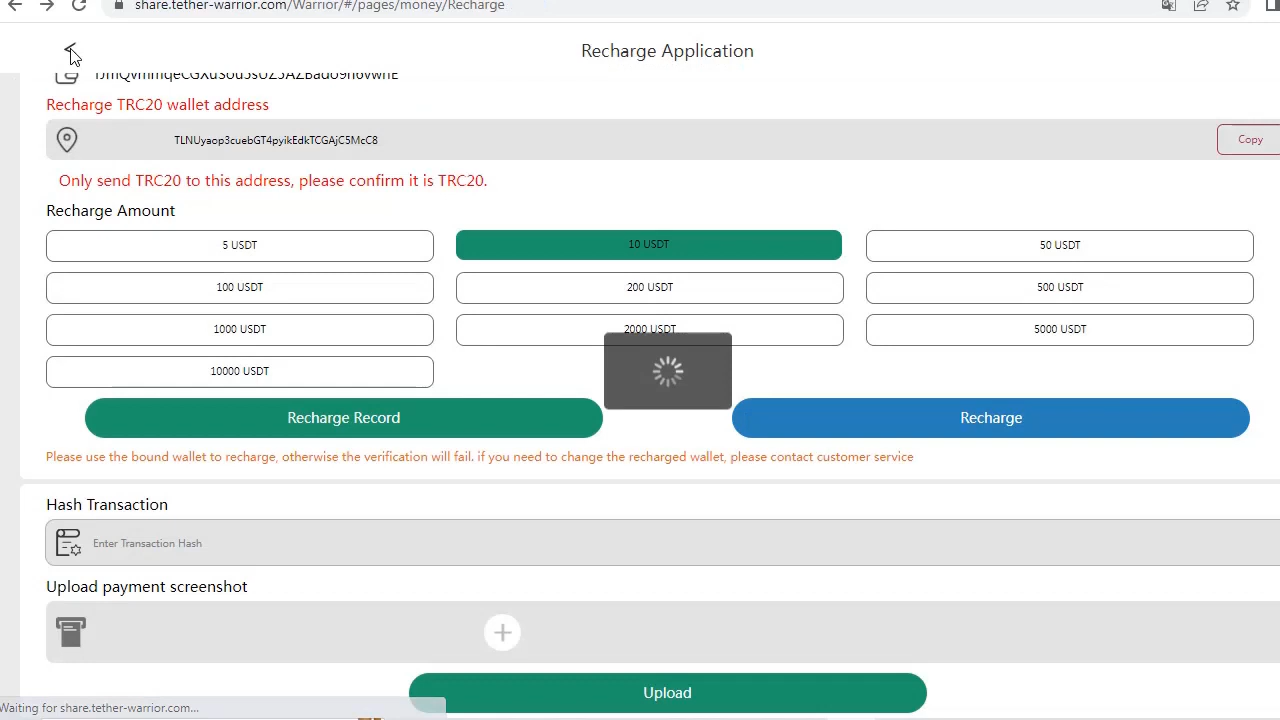 share.tether-warrior.com/Warrior/#/pages/money/Recharge
Recharge Application
Recharge TRC20 wallet address
TLNUyaop3cuebGT4pyikEdkTCGAjC5McC8
Copy
Only send TRC20 to this address, please confirm it is TRC20.
Recharge Amount
5 USDT
10 USDT
50 USDT
100 USDT
200 USDT
500 USDT
1000 USDT
2000 USDT
5000 USDT
10000 USDT
Recharge Record
Recharge
Please use the bound wallet to recharge, otherwise the verification will fail. if you need to change the recharged wallet, please contact customer service
Hash Transaction
Enter Transaction Hash
Upload payment screenshot
Upload
Waiting for share.tether-warrior.com...